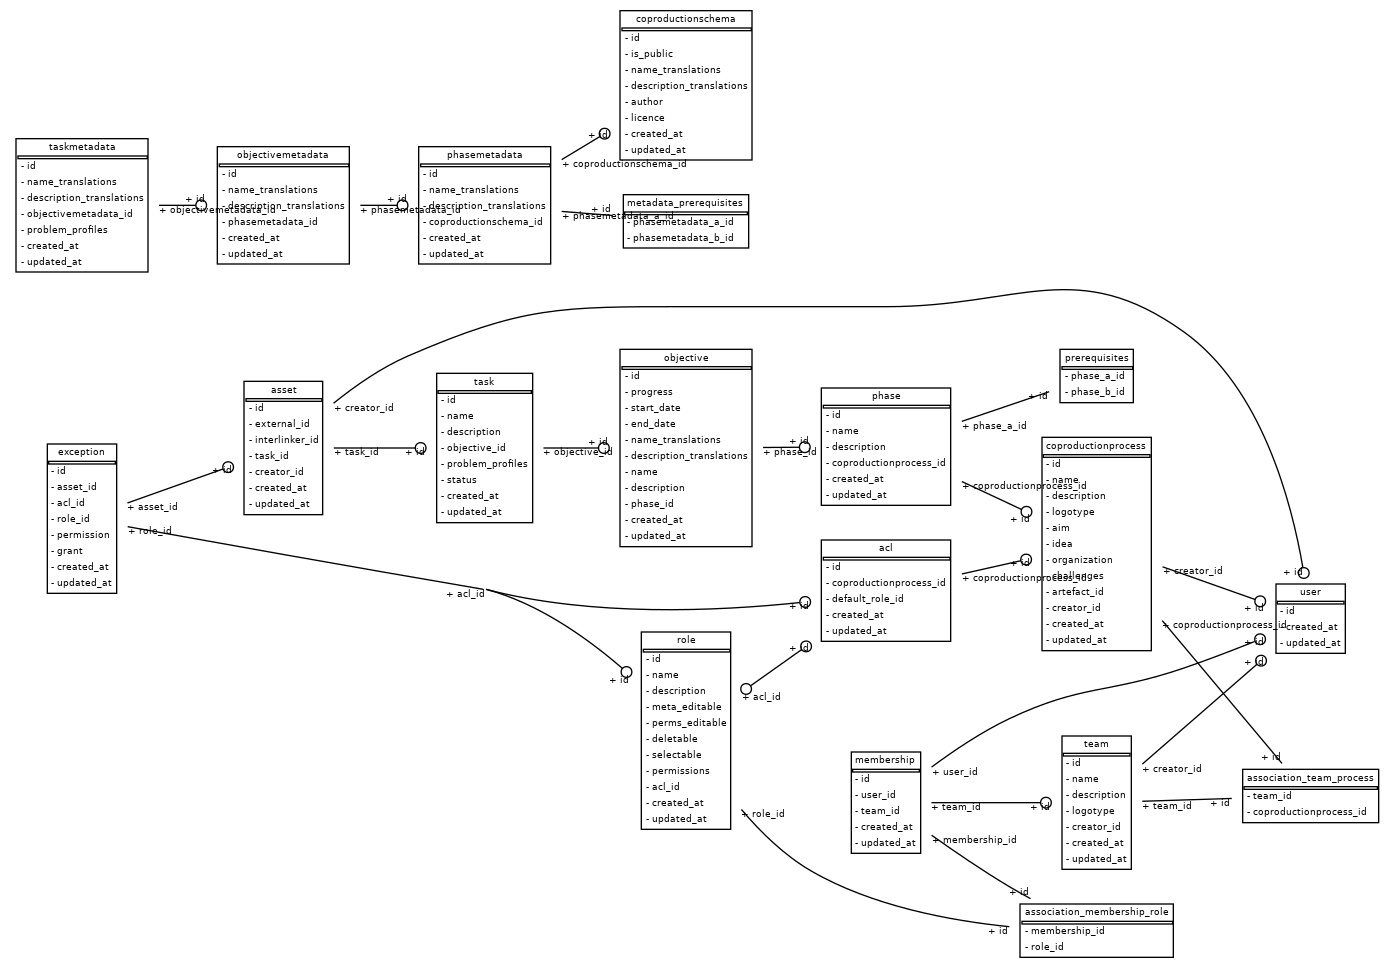 coproductionschema
- id
- is_public
- name_translations
- description_translations
- author
- licence
- created_at
- updated_at
taskmetadata
- id
- name_translations
- description_translations
- objectivemetadata_id
- problem_profiles
- created_at
- updated_at
+ id
+ objectivemetadata_id
objectivemetadata
- id
- name_translations
- description_translations
- phasemetadata_id
- created_at
- updated_at
+ id
+ phasemetadata_id
phasemetadata
- id
- name_translations
- description_translations
- coproductionschema_id
- created_at
- updated_at
+ id
+ coproductionschema_id
+ id
+ phasemetadata_a_id
metadata_prerequisites
- phasemetadata_a_id
- phasemetadata_b_id
exception
- id
- asset_id
- acl_id
- role_id
- permission
- grant
- created_at
- updated_at
+ id
+ asset_id
+ role_id
+ acl_id
asset
- id
- external_id
- interlinker_id
- task_id
- creator_id
- created_at
- updated_at
+ creator_id
+ task_id
+ id
task
- id
- name
- description
- objective_id
- problem_profiles
- status
- created_at
- updated_at
+ id
+ objective_id
objective
- id
- progress
- start_date
- end_date
- name_translations
- description_translations
- name
- description
- phase_id
- created_at
- updated_at
+ id
+ phase_id
phase
- id
- name
- description
- coproductionprocess_id
- created_at
- updated_at
+ id
+ phase_a_id
+ coproductionprocess_id
+ id
prerequisites
- phase_a_id
- phase_b_id
acl
- id
- coproductionprocess_id
- default_role_id
- created_at
- updated_at
+ id
+ coproductionprocess_id
+ id
+ id
+ acl_id
+ id
coproductionprocess
- id
- name
- description
- logotype
- aim
- idea
- organization
- challenges
- artefact_id
- creator_id
- created_at
- updated_at
+ creator_id
+ id
+ coproductionprocess_id
+ id
+ id
+ id
user
- id
- created_at
- updated_at
role
- id
- name
- description
- meta_editable
- perms_editable
- deletable
- selectable
- permissions
- acl_id
- created_at
- updated_at
+ role_id
+ id
membership
- id
- user_id
- team_id
- created_at
- updated_at
+ user_id
+ team_id
+ id
+ membership_id
+ id
team
- id
- name
- description
- logotype
- creator_id
- created_at
- updated_at
+ creator_id
+ team_id
+ id
+ id
association_team_process
- team_id
- coproductionprocess_id
association_membership_role
- membership_id
- role_id